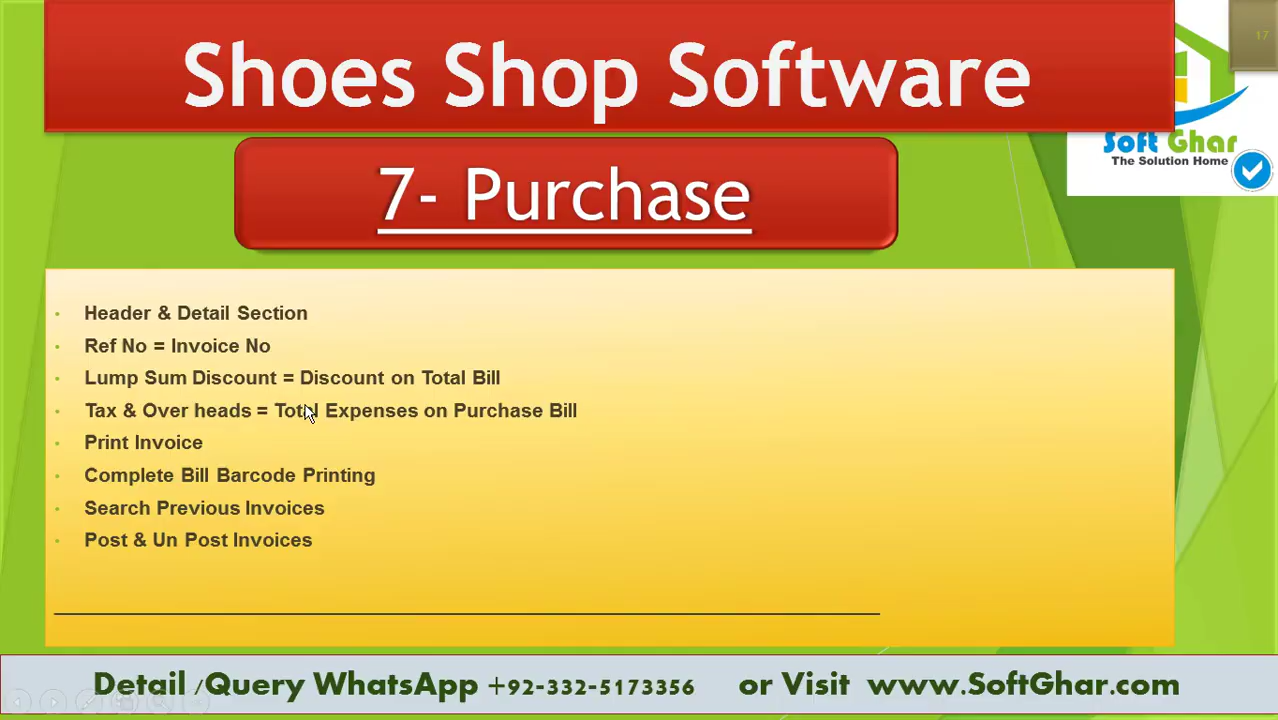 17
Shoes Shop Software
Soft Ghar
The Solution Home
7- Purchase
Header & Detail Section
Ref No = Invoice No
Lump Sum Discount = Discount on Total Bill
Tax & Over heads = Total Expenses on Purchase Bill
Print Invoice
Complete Bill Barcode Printing
Search Previous Invoices
Post & Un Post Invoices
Detail /Query WhatsApp +92-332-5173356 or Visit www.SoftGhar.com